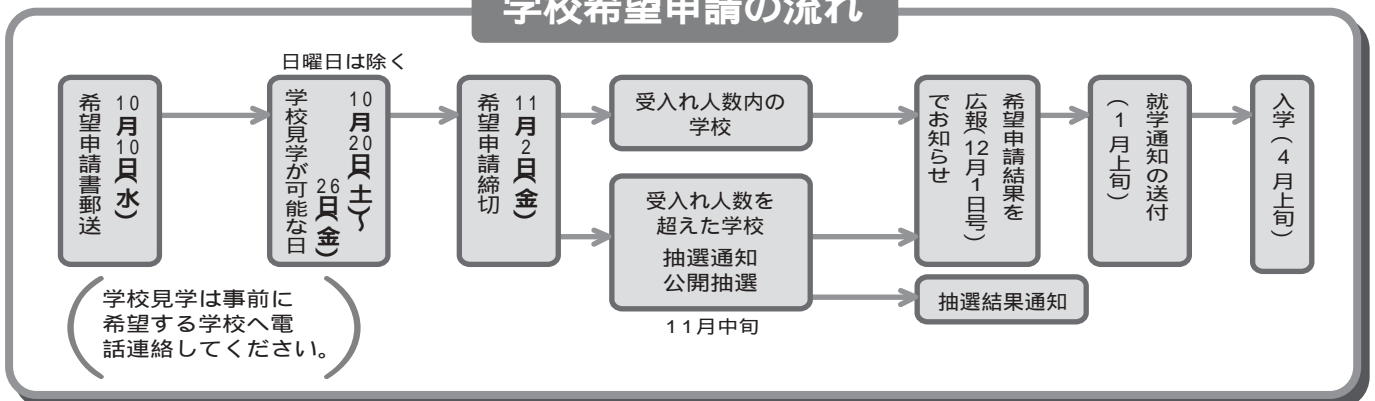 学校希望申請の流れ
10月10日(水)
希望申請書郵送
学校見学は事前に
希望する学校へ電
話連絡してください。
日曜日は除く
10月20日(土)〜
26日(金)
学校見学が可能な日
11月2日(金)
希望申請締切
受入れ人数内の
学校
受入れ人数を
超えた学校
抽選通知
公開抽選
11月中旬
希望申請結果を
広報(12月1日号)
でお知らせ
抽選結果通知
就学通知の送付
(1月上旬)
入学(4月上旬)